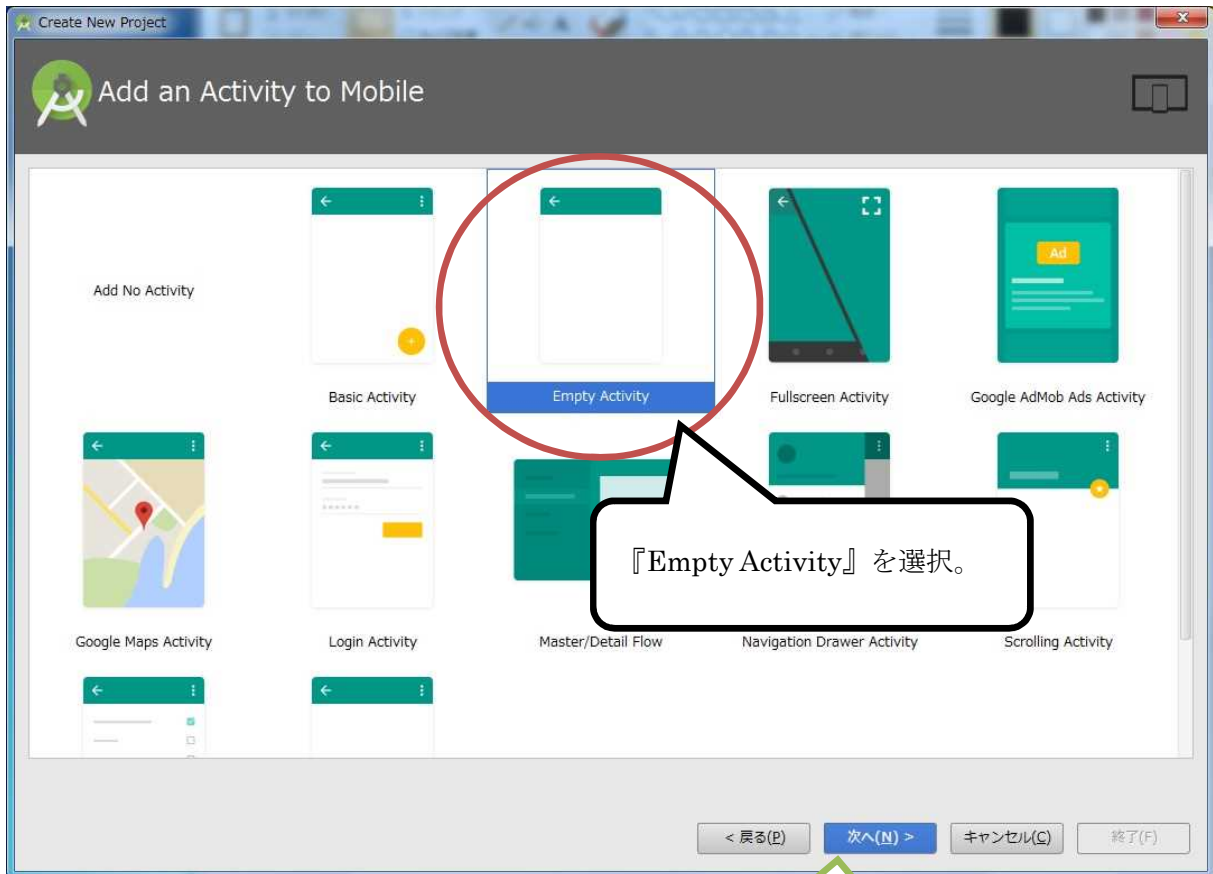 Create New Project
Add an Activity to Mobile
Add No Activity
Ad
Basic Activity
Empty Activity
Fullscreen Activity
Google AdMob Ads Activity
『Empty Activity』を選択。
Google Maps Activity
Login Activity
Master/Detail Flow
Navigation Drawer Activity
Scrolling Activity
< 戻る(P)
次へ(N) >
キャンセル(C)
終了(F)